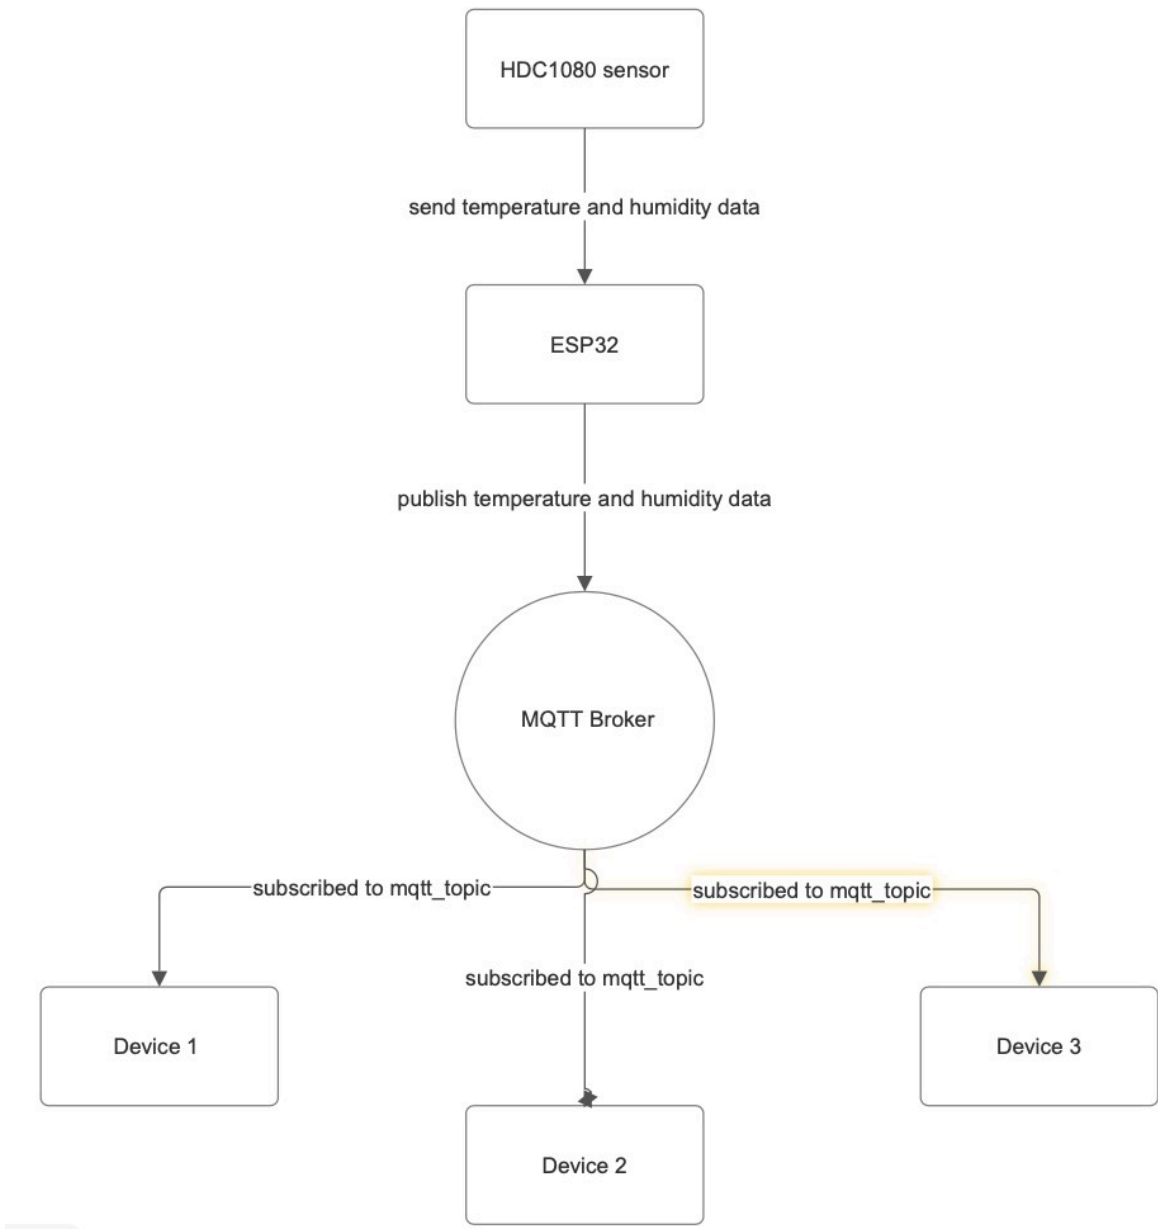 HDC1080 sensor
send temperature and humidity data
ESP32
publish temperature and humidity data
MQTT Broker
subscribed to mqtt_topic
subscribed to mqtt_topic
subscribed to mqtt_topic
Device 1
Device 3
Device 2